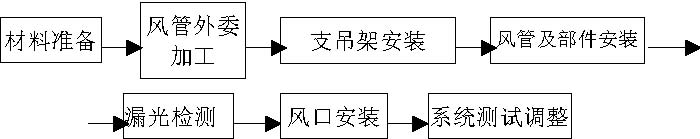 材料准备
风管外委
加工
支吊架安装
风管及部件安装
漏光检测
风口安装
系统测试调整